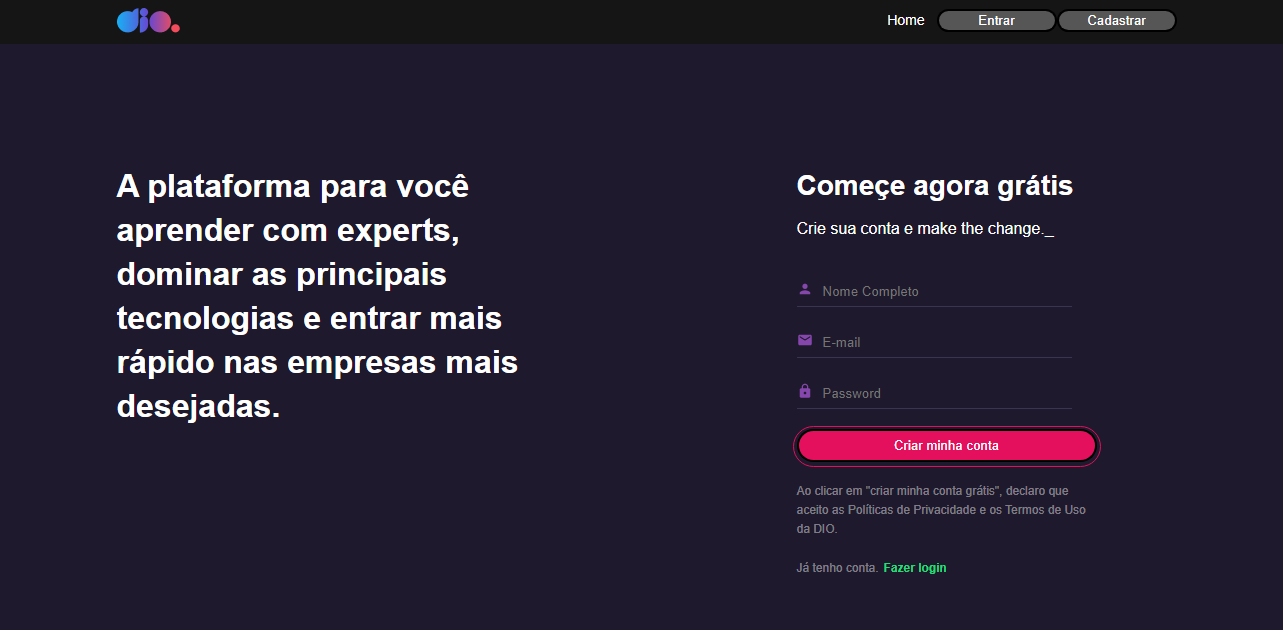 dio.
Home
Entrar
Cadastrar
A plataforma para você
aprender com experts,
dominar as principais
tecnologias e entrar mais
rápido nas empresas mais
desejadas.
Começe agora grátis
Crie sua conta e make the change._
Nome Completo
E-mail
Password
Criar minha conta
Ao clicar em "criar minha conta grátis", declaro que
aceito as Políticas de Privacidade e os Termos de Uso
da DIO.
Já tenho conta. Fazer login